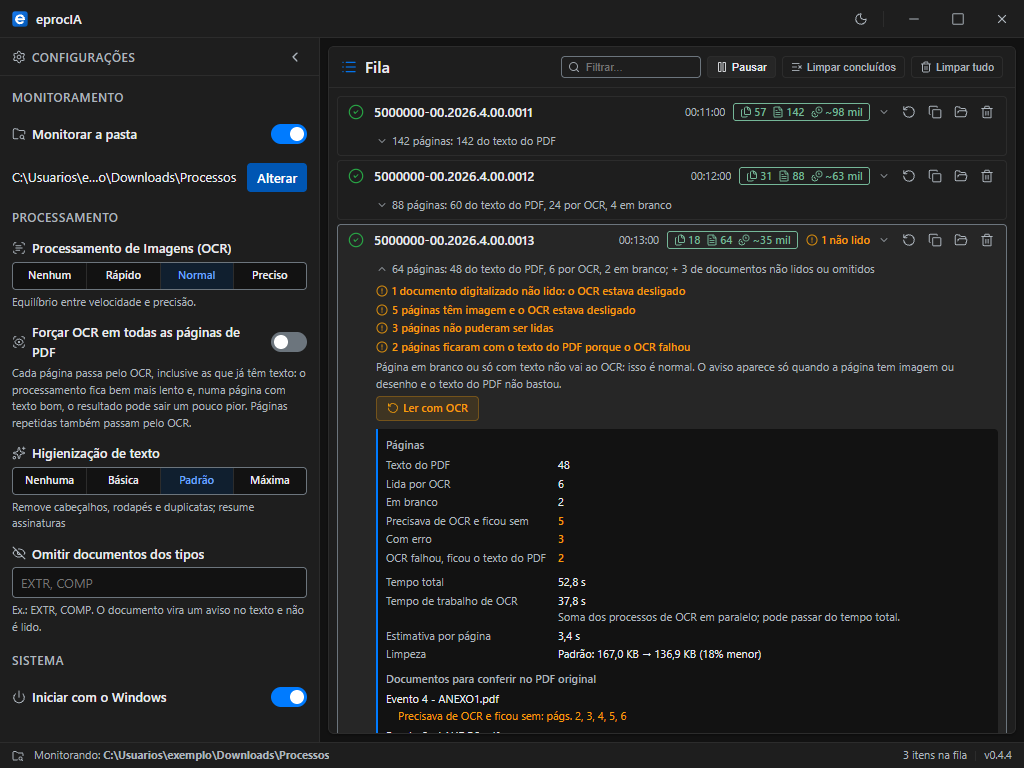 eprocIA
CONFIGURAÇÕES
MONITORAMENTO
Monitorar a pasta
C:\Usuarios\e...o\Downloads\Processos
Alterar
PROCESSAMENTO
Processamento de Imagens (OCR)
Nenhum Rápido Normal Preciso
Equilíbrio entre velocidade e precisão.
Forçar OCR em todas as páginas de
PDF
Cada página passa pelo OCR, inclusive as que já têm texto: o
processamento fica bem mais lento e, numa página com
texto bom, o resultado pode sair um pouco pior. Páginas
repetidas também passam pelo OCR.
Higienização de texto
Nenhuma Básica Padrão Máxima
Remove cabeçalhos, rodapés e duplicatas; resume
assinaturas
Omitir documentos dos tipos
EXTR, COMP
Ex.: EXTR, COMP. O documento vira um aviso no texto e não
é lido.
SISTEMA
Iniciar com o Windows
Fila
Filtrar...
Pausar
Limpar concluídos
Limpar tudo
5000000-00.2026.4.00.0011
00:11:00 57 142 ~98 mil
142 páginas: 142 do texto do PDF
5000000-00.2026.4.00.0012
00:12:00 31 88 ~63 mil
88 páginas: 60 do texto do PDF, 24 por OCR, 4 em branco
5000000-00.2026.4.00.0013
00:13:00 18 64 ~35 mil 1 não lido
64 páginas: 48 do texto do PDF, 6 por OCR, 2 em branco; + 3 de documentos não lidos ou omitidos
1 documento digitalizado não lido: o OCR estava desligado
5 páginas têm imagem e o OCR estava desligado
3 páginas não puderam ser lidas
2 páginas ficaram com o texto do PDF porque o OCR falhou
Página em branco ou só com texto não vai ao OCR: isso é normal. O aviso aparece só quando a página tem imagem ou
desenho e o texto do PDF não bastou.
Ler com OCR
Páginas
Texto do PDF 48
Lida por OCR 6
Em branco 2
Precisava de OCR e ficou sem 5
Com erro 3
OCR falhou, ficou o texto do PDF 2
Tempo total 52,8 s
Tempo de trabalho de OCR 37,8 s
Soma dos processos de OCR em paralelo; pode passar do tempo total.
Estimativa por página 3,4 s
Limpeza Padrão: 167,0 KB → 136,9 KB (18% menor)
Documentos para conferir no PDF original
Evento 4 - ANEXO1.pdf
Precisava de OCR e ficou sem: págs. 2, 3, 4, 5, 6
Monitorando: C:\Usuarios\exemplo\Downloads\Processos
3 itens na fila v0.4.4